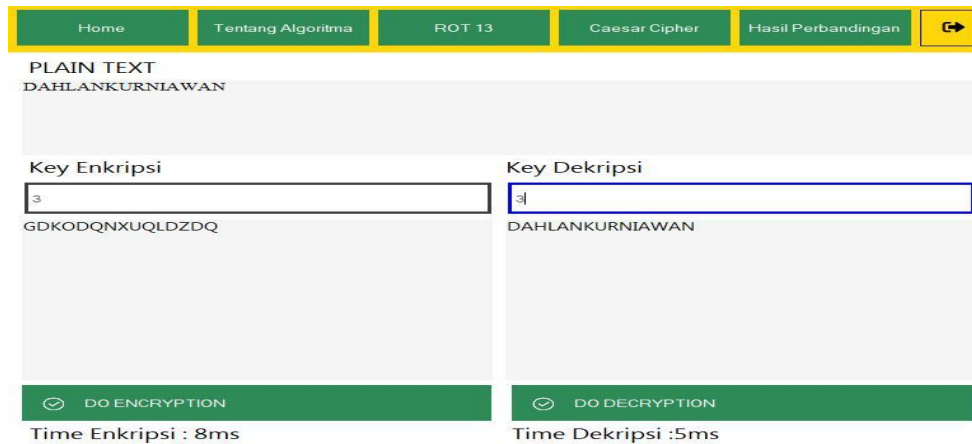 Home Tentang Algoritma ROT 13 Caesar Cipher Hasil Perbandingan
PLAIN TEXT
DAHLANKURNIAWAN
Key Enkripsi Key Dekripsi
3 3
GDKODQNXUQLDZDQ DAHLANKURNIAWAN
DO ENCRYPTION DO DECRYPTION
Time Enkripsi : 8ms Time Dekripsi :5ms